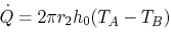 Q̇ = 2πr₂h₀(T_A − T_B)